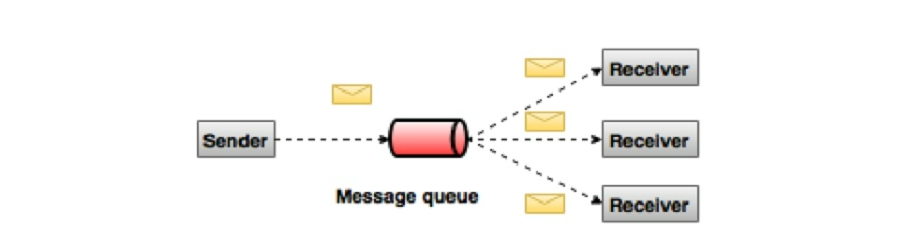 Receiver
Sender
Receiver
Message queue
Receiver